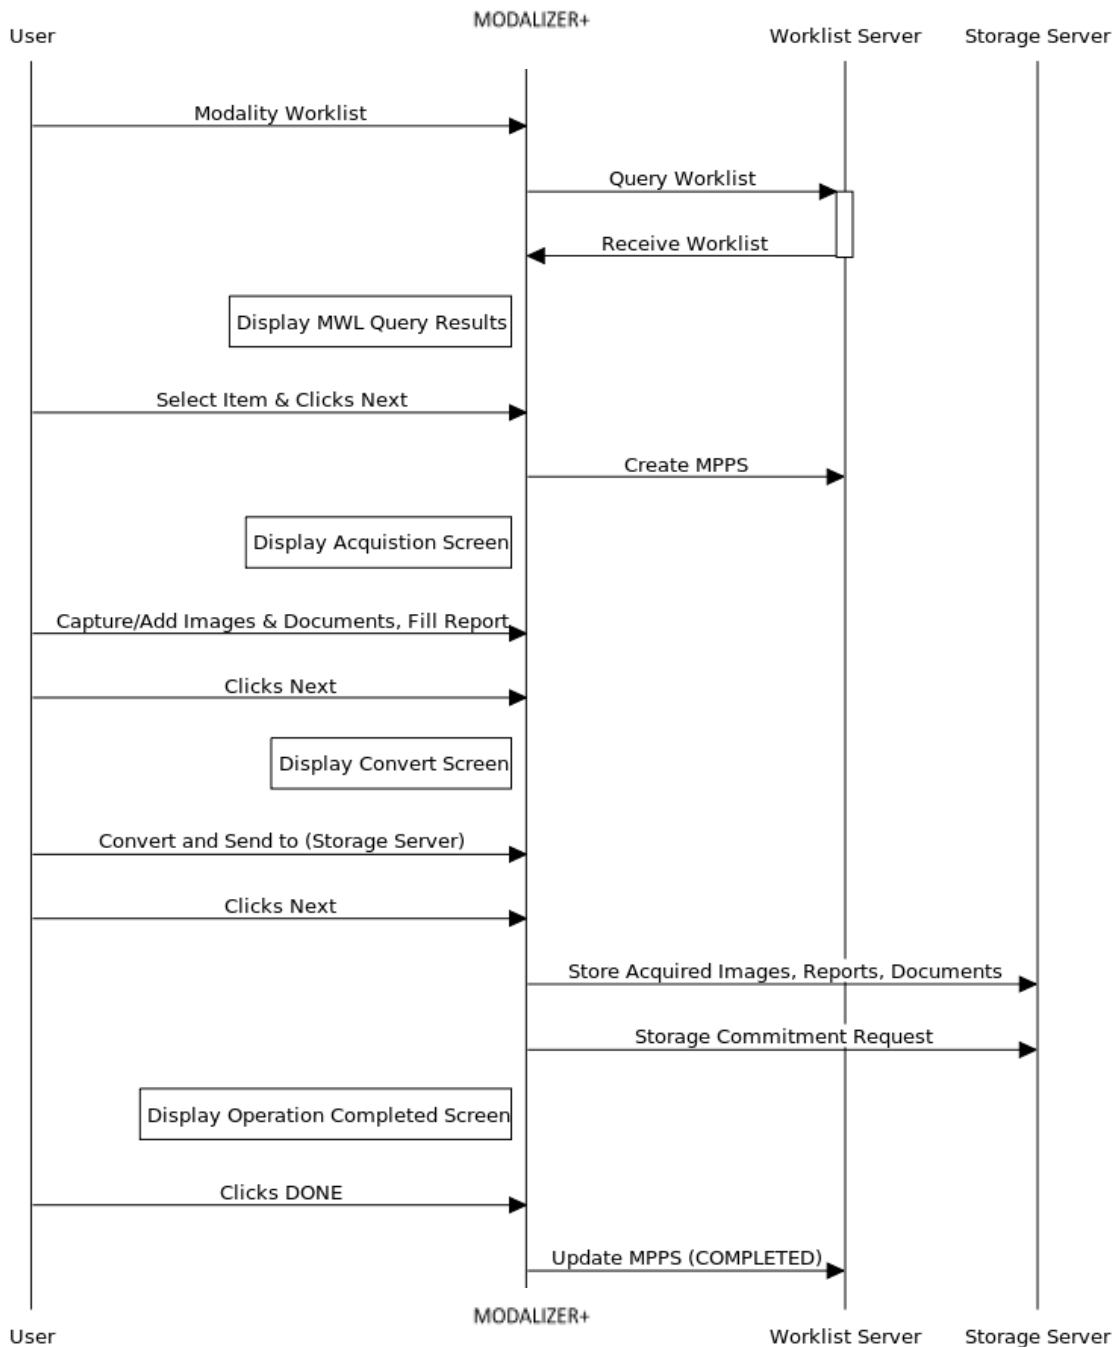 MODALIZER+
User
Worklist Server
Storage Server
Modality Worklist
Query Worklist
Receive Worklist
Display MWL Query Results
Select Item & Clicks Next
Create MPPS
Display Acquistion Screen
Capture/Add Images & Documents, Fill Report
Clicks Next
Display Convert Screen
Convert and Send to (Storage Server)
Clicks Next
Store Acquired Images, Reports, Documents
Storage Commitment Request
Display Operation Completed Screen
Clicks DONE
Update MPPS (COMPLETED)
MODALIZER+
User
Worklist Server
Storage Server